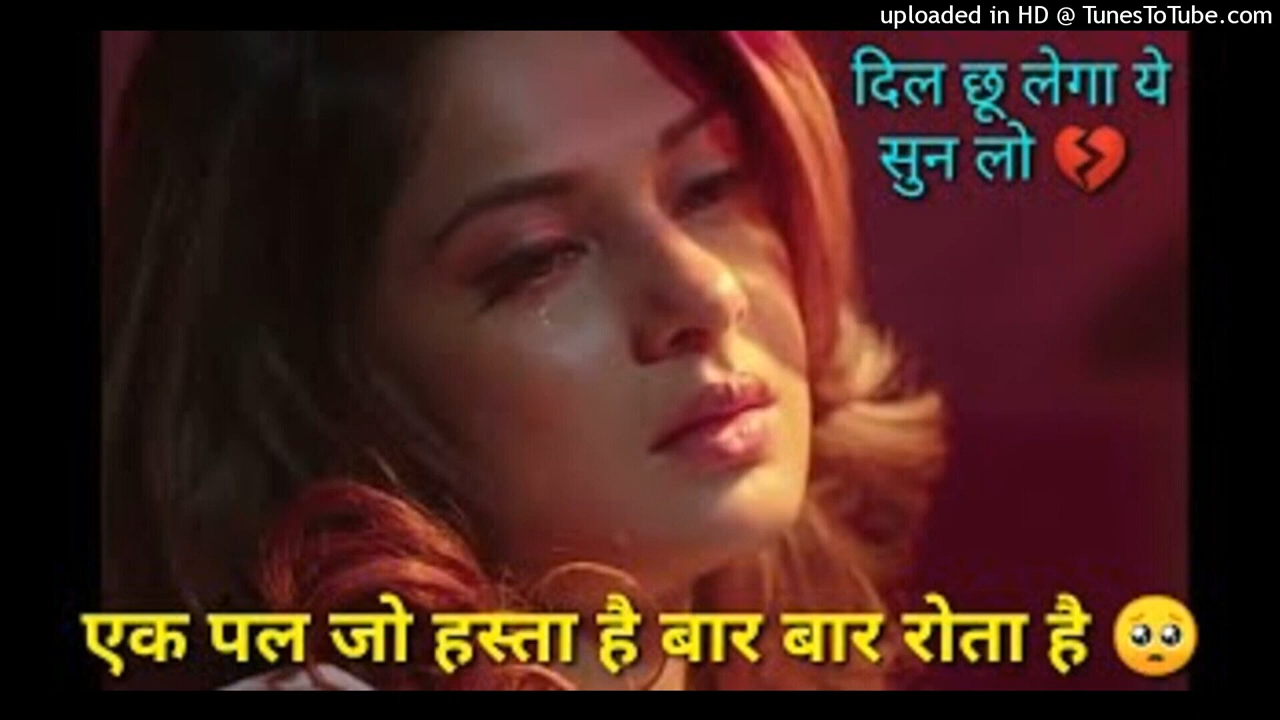 uploaded in HD @ TunesToTube.com
दिल छू लेगा ये
सुन लो 💔
एक पल जो हस्ता है बार बार रोता है 🥺